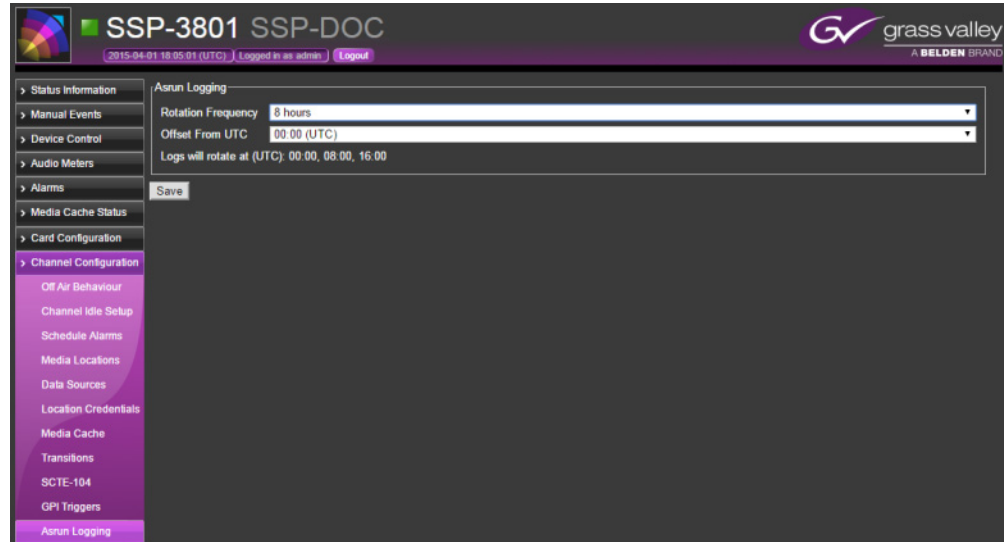 SSP-3801 SSP-DOC
2015-04-01 18:05:01 (UTC) Logged in as admin Logout
GV grass valley
A BELDEN BRAND
› Status Information
› Manual Events
› Device Control
› Audio Meters
› Alarms
› Media Cache Status
› Card Configuration
› Channel Configuration
Off Air Behaviour
Channel Idle Setup
Schedule Alarms
Media Locations
Data Sources
Location Credentials
Media Cache
Transitions
SCTE-104
GPI Triggers
Asrun Logging
Asrun Logging
Rotation Frequency 8 hours
Offset From UTC 00:00 (UTC)
Logs will rotate at (UTC): 00:00, 08:00, 16:00
Save